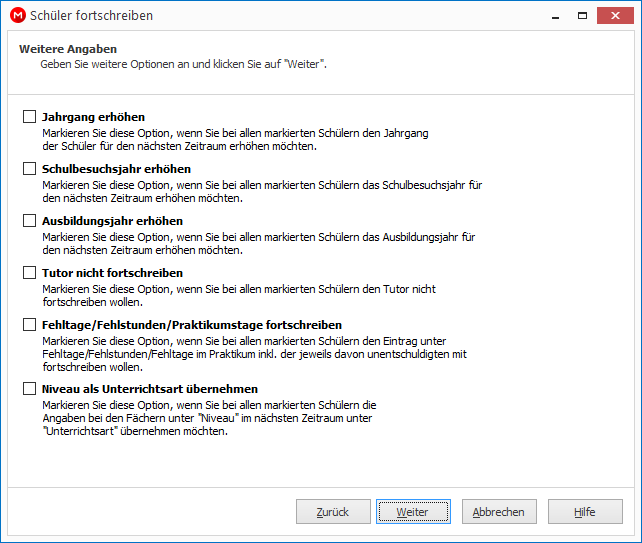 Schüler fortschreiben
Weitere Angaben
Geben Sie weitere Optionen an und klicken Sie auf "Weiter".
Jahrgang erhöhen
Markieren Sie diese Option, wenn Sie bei allen markierten Schülern den Jahrgang
der Schüler für den nächsten Zeitraum erhöhen möchten.
Schulbesuchsjahr erhöhen
Markieren Sie diese Option, wenn Sie bei allen markierten Schülern das Schulbesuchsjahr für
den nächsten Zeitraum erhöhen möchten.
Ausbildungsjahr erhöhen
Markieren Sie diese Option, wenn Sie bei allen markierten Schülern das Ausbildungsjahr für
den nächsten Zeitraum erhöhen möchten.
Tutor nicht fortschreiben
Markieren Sie diese Option, wenn Sie bei allen markierten Schülern den Tutor nicht
fortschreiben wollen.
Fehltage/Fehlstunden/Praktikumstage fortschreiben
Markieren Sie diese Option, wenn Sie bei allen markierten Schülern den Eintrag unter
Fehltage/Fehlstunden/Fehltage im Praktikum inkl. der jeweils davon unentschuldigten mit
fortschreiben wollen.
Niveau als Unterrichtsart übernehmen
Markieren Sie diese Option, wenn Sie bei allen markierten Schülern die
Angaben bei den Fächern unter "Niveau" im nächsten Zeitraum unter
"Unterrichtsart" übernehmen möchten.
Zurück Weiter Abbrechen Hilfe